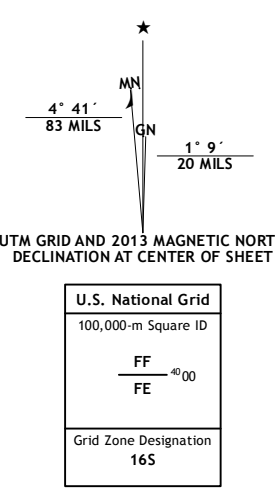 MN
4° 41´
83 MILS
GN
1° 9´
20 MILS
UTM GRID AND 2013 MAGNETIC NORT
DECLINATION AT CENTER OF SHEET
U.S. National Grid
100,000-m Square ID
FF
4000
FE
Grid Zone Designation
16S